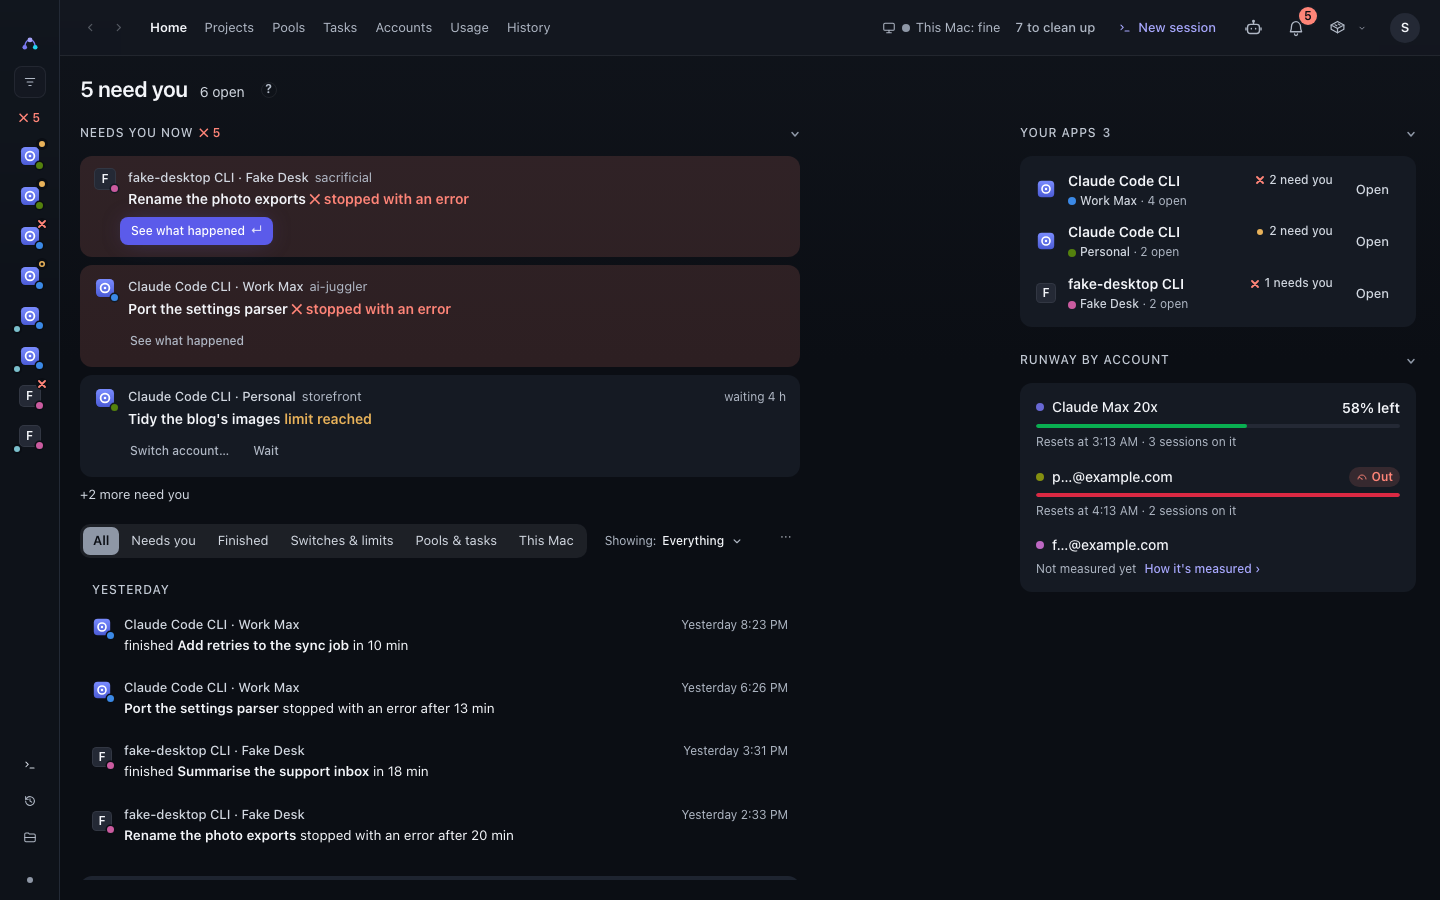 Home Projects Pools Tasks Accounts Usage History
This Mac: fine 7 to clean up New session 5 S
5 need you 6 open ?
5
NEEDS YOU NOW 5
F fake-desktop CLI · Fake Desk sacrificial
Rename the photo exports stopped with an error
See what happened
Claude Code CLI · Work Max ai-juggler
Port the settings parser stopped with an error
See what happened
Claude Code CLI · Personal storefront waiting 4 h
Tidy the blog's images limit reached
Switch account... Wait
+2 more need you
F
F
All Needs you Finished Switches & limits Pools & tasks This Mac Showing: Everything ...
YESTERDAY
Claude Code CLI · Work Max Yesterday 8:23 PM
finished Add retries to the sync job in 10 min
Claude Code CLI · Work Max Yesterday 6:26 PM
Port the settings parser stopped with an error after 13 min
F fake-desktop CLI · Fake Desk Yesterday 3:31 PM
finished Summarise the support inbox in 18 min
F fake-desktop CLI · Fake Desk Yesterday 2:33 PM
Rename the photo exports stopped with an error after 20 min
YOUR APPS 3
Claude Code CLI 2 need you Open
Work Max · 4 open
Claude Code CLI 2 need you Open
Personal · 2 open
F fake-desktop CLI 1 needs you Open
Fake Desk · 2 open
RUNWAY BY ACCOUNT
Claude Max 20x 58% left
Resets at 3:13 AM · 3 sessions on it
p...@example.com Out
Resets at 4:13 AM · 2 sessions on it
f...@example.com
Not measured yet How it's measured ›